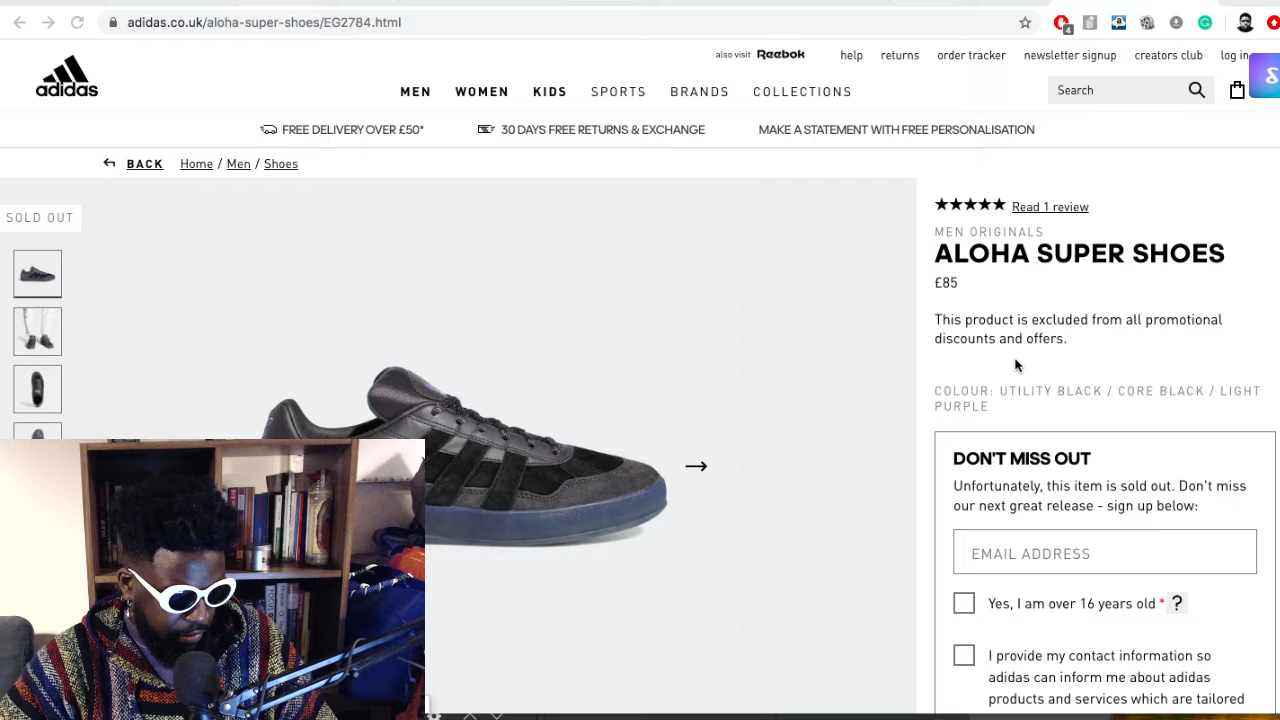 adidas.co.uk/aloha-super-shoes/EG2784.html
4
also visit Reebok help returns order tracker newsletter signup creators club log in
adidas
MEN WOMEN KIDS SPORTS BRANDS COLLECTIONS
Search
FREE DELIVERY OVER £50* 30 DAYS FREE RETURNS & EXCHANGE MAKE A STATEMENT WITH FREE PERSONALISATION
BACK Home / Men / Shoes
SOLD OUT
Read 1 review
MEN ORIGINALS
ALOHA SUPER SHOES
£85
This product is excluded from all promotional
discounts and offers.
COLOUR: UTILITY BLACK / CORE BLACK / LIGHT
PURPLE
DON'T MISS OUT
Unfortunately, this item is sold out. Don't miss
our next great release - sign up below:
EMAIL ADDRESS
Yes, I am over 16 years old * ?
I provide my contact information so
adidas can inform me about adidas
products and services which are tailored